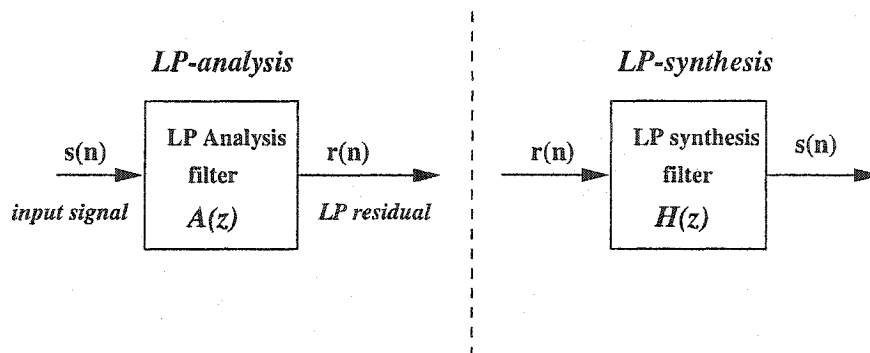 LP-analysis
s(n)
input signal
LP Analysis
filter
A(z)
r(n)
LP residual
LP-synthesis
r(n)
LP synthesis
filter
H(z)
s(n)